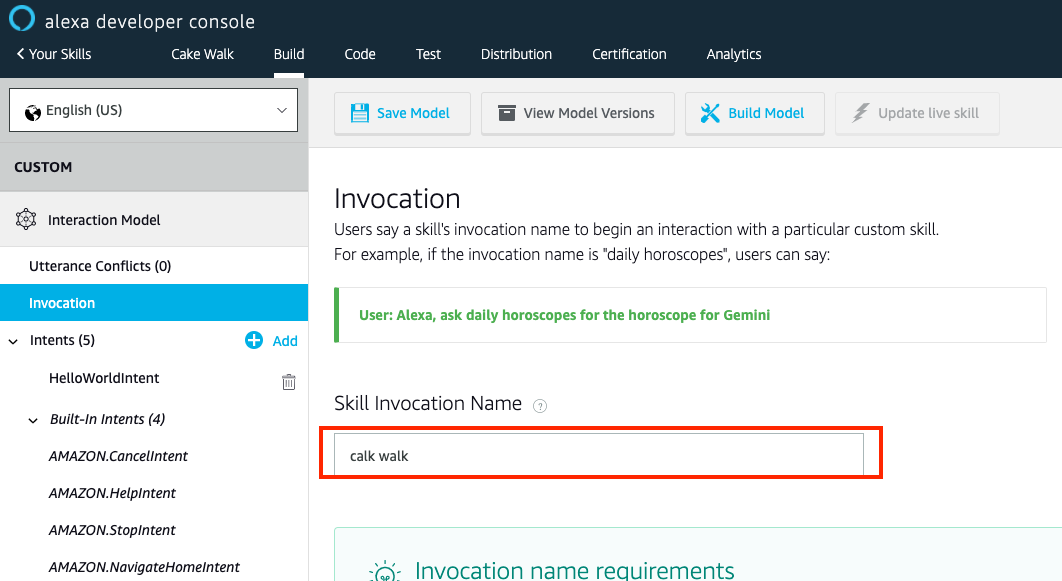 alexa developer console
Your Skills Cake Walk Build Code Test Distribution Certification Analytics
English (US)
Save Model View Model Versions Build Model Update live skill
CUSTOM
Interaction Model
Utterance Conflicts (0)
Invocation
Intents (5) Add
HelloWorldIntent
Built-In Intents (4)
AMAZON.CancelIntent
AMAZON.HelpIntent
AMAZON.StopIntent
AMAZON.NavigateHomeIntent
Invocation
Users say a skill's invocation name to begin an interaction with a particular custom skill.
For example, if the invocation name is "daily horoscopes", users can say:
User: Alexa, ask daily horoscopes for the horoscope for Gemini
Skill Invocation Name ?
calk walk
Invocation name requirements